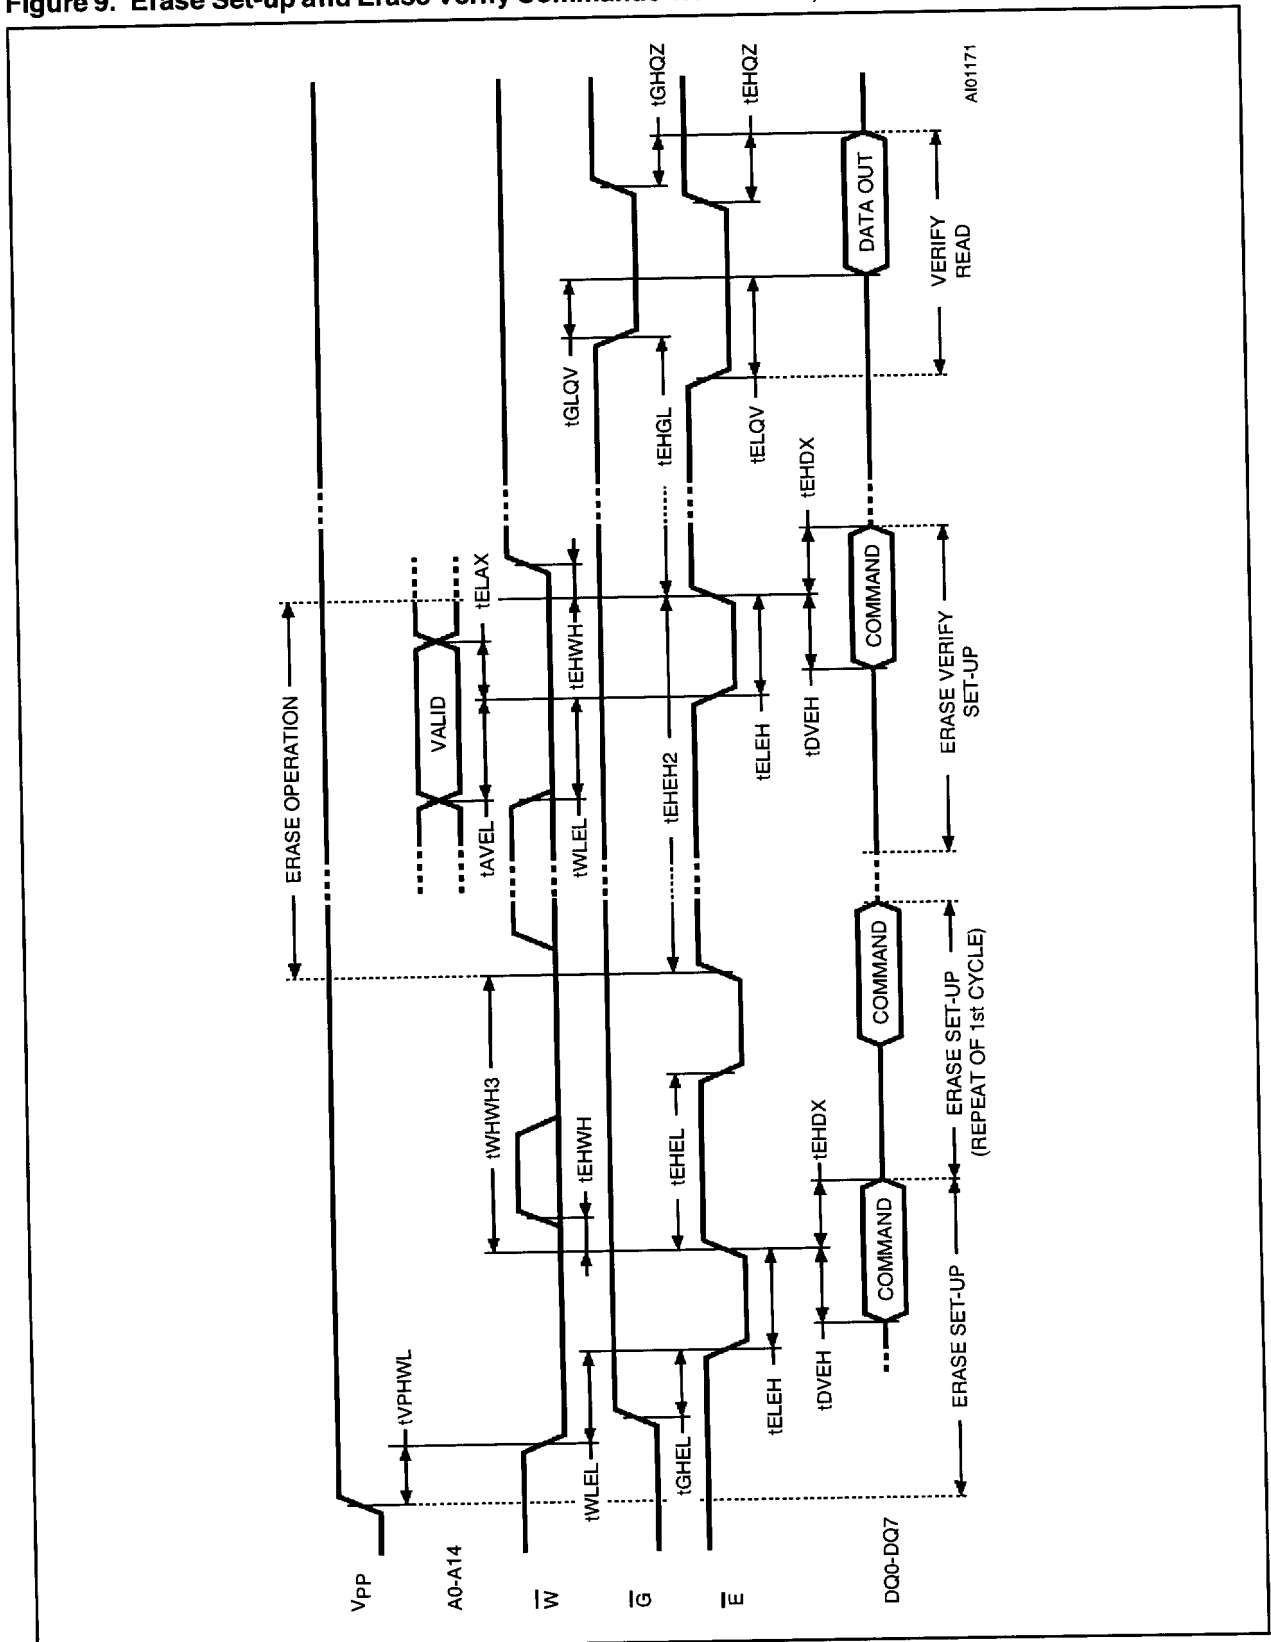 Figure 9. Erase Set-up and Erase Verify Commands
VPP
A0-A14
W
G
E
DQ0-DQ7
tVPHWL
ERASE OPERATION
VALID
tAVEL
tELAX
tWHWH3
tWLEL
tEHWH
tWLEL
tEHWH
tGLQV
tGHEL
tEHEL
tEHEH2
tEHGL
tGHQZ
tELEH
tELEH
tELQV
tEHQZ
tDVEH
tEHDX
tDVEH
tEHDX
COMMAND
COMMAND
COMMAND
DATA OUT
ERASE SET-UP
ERASE SET-UP
(REPEAT OF 1st CYCLE)
ERASE VERIFY
SET-UP
VERIFY
READ
AI01171